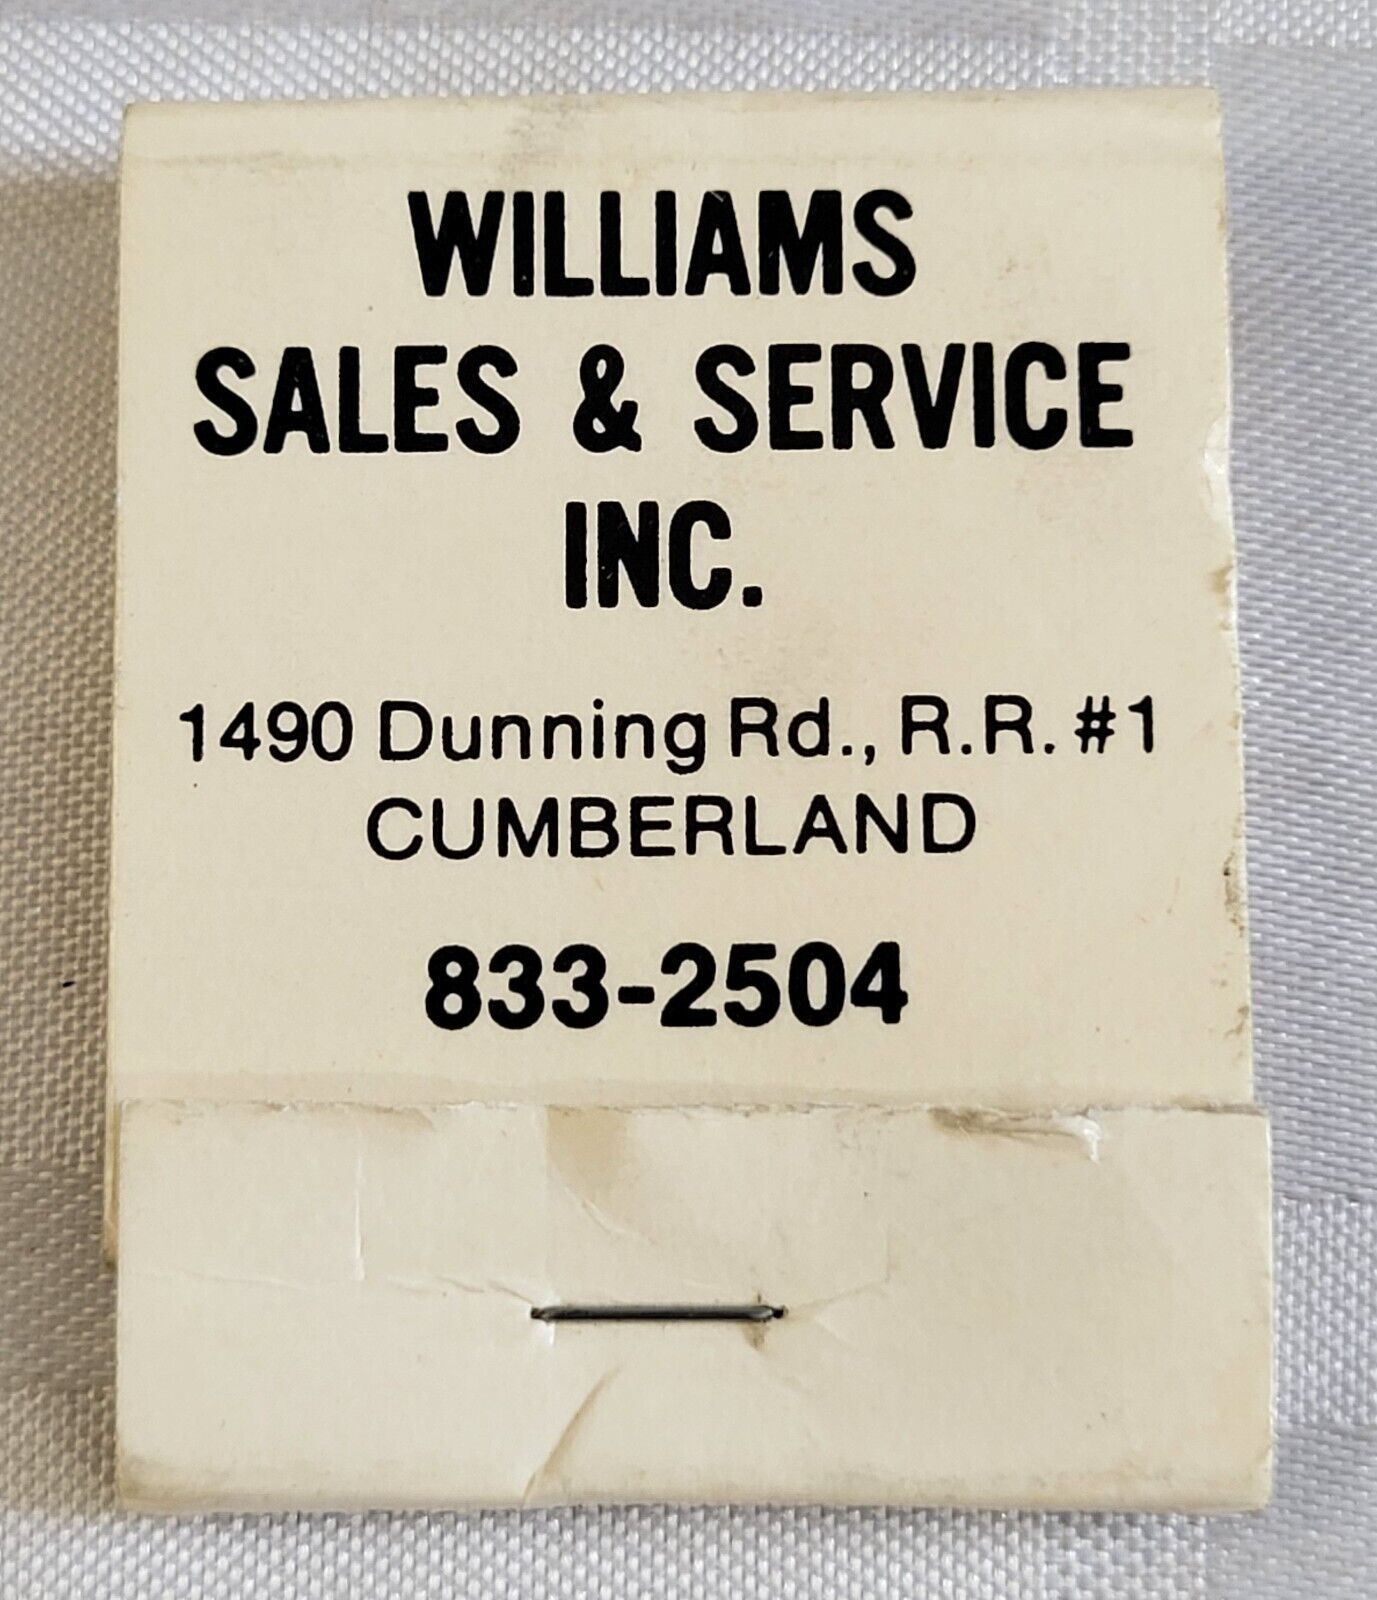 WILLIAMS
SALES & SERVICE
INC.
1490 Dunning Rd., R.R. #1
CUMBERLAND
833-2504